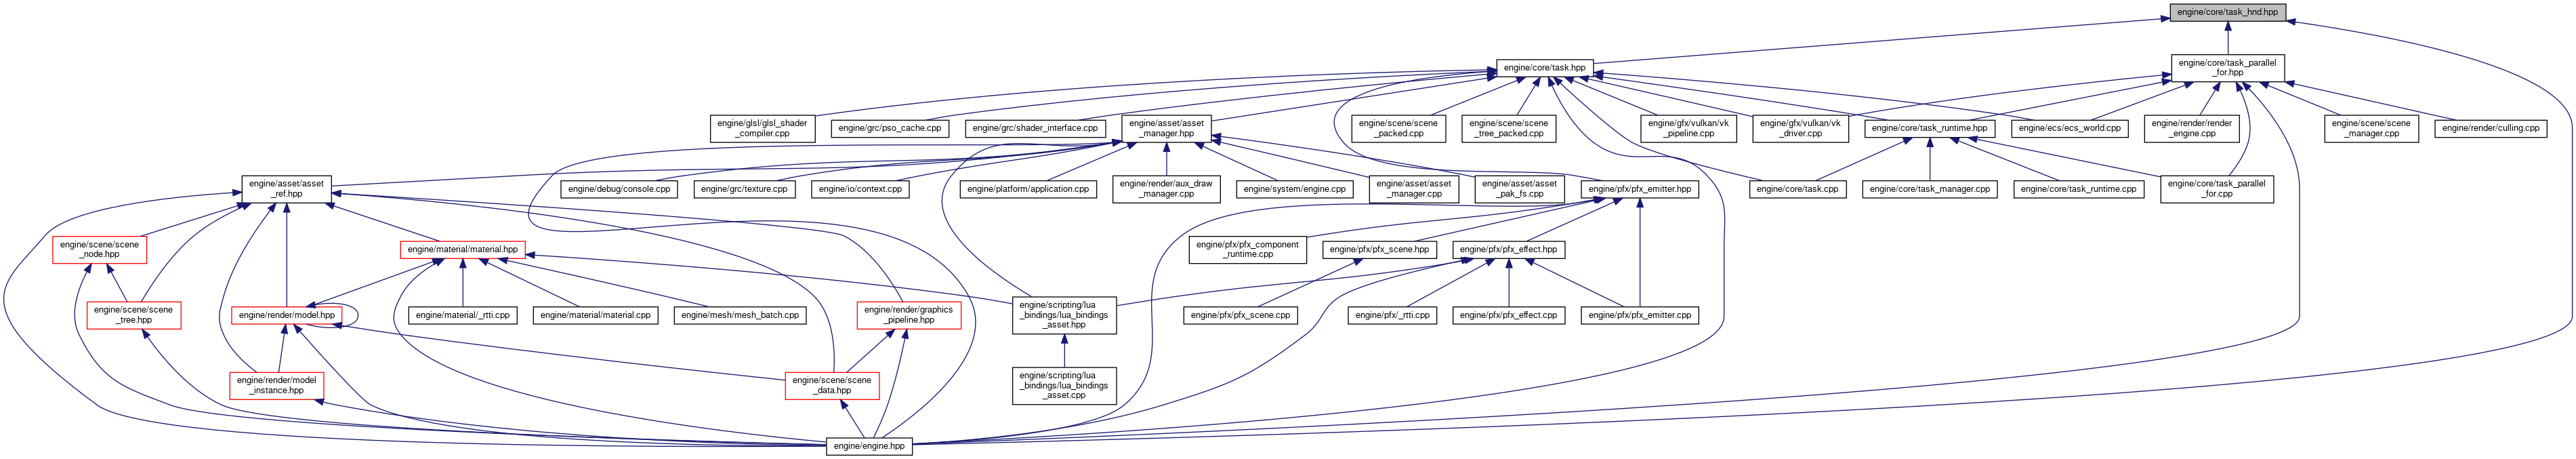 engine/core/task_hnd.hpp
engine/core/task.hpp
engine/core/task_parallel
_for.hpp
engine/glsl/glsl_shader
_compiler.cpp
engine/grc/pso_cache.cpp
engine/grc/shader_interface.cpp
engine/asset/asset
_manager.hpp
engine/scene/scene
_packed.cpp
engine/scene/scene
_tree_packed.cpp
engine/gfx/vulkan/vk
_pipeline.cpp
engine/gfx/vulkan/vk
_driver.cpp
engine/core/task_runtime.hpp
engine/ecs/ecs_world.cpp
engine/render/render
_engine.cpp
engine/scene/scene
_manager.cpp
engine/render/culling.cpp
engine/asset/asset
_ref.hpp
engine/debug/console.cpp
engine/grc/texture.cpp
engine/io/context.cpp
engine/platform/application.cpp
engine/render/aux_draw
_manager.cpp
engine/system/engine.cpp
engine/asset/asset
_manager.cpp
engine/asset/asset
_pak_fs.cpp
engine/pfx/pfx_emitter.hpp
engine/core/task.cpp
engine/core/task_manager.cpp
engine/core/task_runtime.cpp
engine/core/task_parallel
_for.cpp
engine/scene/scene
_node.hpp
engine/material/material.hpp
engine/pfx/pfx_component
_runtime.cpp
engine/pfx/pfx_scene.hpp
engine/pfx/pfx_effect.hpp
engine/scene/scene
_tree.hpp
engine/render/model.hpp
engine/material/_rtti.cpp
engine/material/material.cpp
engine/mesh/mesh_batch.cpp
engine/render/graphics
_pipeline.hpp
engine/scripting/lua
_bindings/lua_bindings
_asset.hpp
engine/pfx/pfx_scene.cpp
engine/pfx/_rtti.cpp
engine/pfx/pfx_effect.cpp
engine/pfx/pfx_emitter.cpp
engine/render/model
_instance.hpp
engine/scene/scene
_data.hpp
engine/scripting/lua
_bindings/lua_bindings
_asset.cpp
engine/engine.hpp